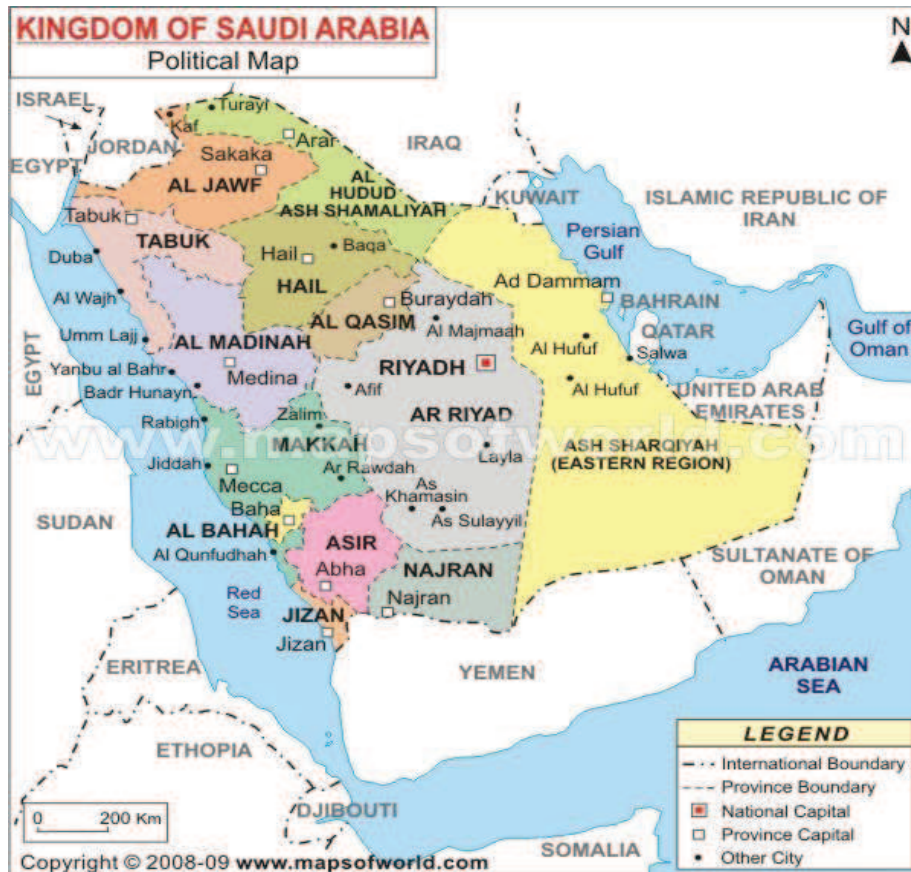 KINGDOM OF SAUDI ARABIA
Political Map
N
ISRAEL
Turayf
Kaf
JORDAN
Arar
IRAQ
EGYPT
Sakaka
AL JAWF
AL
HUDUD
ASH SHAMALIYAH
KUWAIT
ISLAMIC REPUBLIC OF
IRAN
Tabuk
TABUK
Persian
Gulf
Duba
Hail
Baqa
HAIL
Ad Dammam
Al Wajh
Buraydah
BAHRAIN
AL QASIM
Al Majmaah
Umm Lajj
AL MADINAH
QATAR
Gulf of
Oman
EGYPT
Yanbu al Bahr
Medina
RIYADH
Al Hufuf
Salwa
Badr Hunayn
Afif
Al Hufuf
UNITED ARAB
EMIRATES
Rabigh
Zalim
AR RIYAD
www.mapsofworld.com
MAKKAH
Layla
ASH SHARQIYAH
(EASTERN REGION)
Jiddah
Mecca
Ar Rawdah
As
Khamasin
SUDAN
Baha
As Sulayyil
AL BAHAH
ASIR
Al Qunfudhah
Abha
NAJRAN
SULTANATE OF
OMAN
Red
Sea
Najran
JIZAN
Jizan
ERITREA
YEMEN
ARABIAN
SEA
ETHIOPIA
DJIBOUTI
SOMALIA
LEGEND
International Boundary
Province Boundary
National Capital
Province Capital
Other City
0 200 Km
Copyright © 2008-09 www.mapsofworld.com